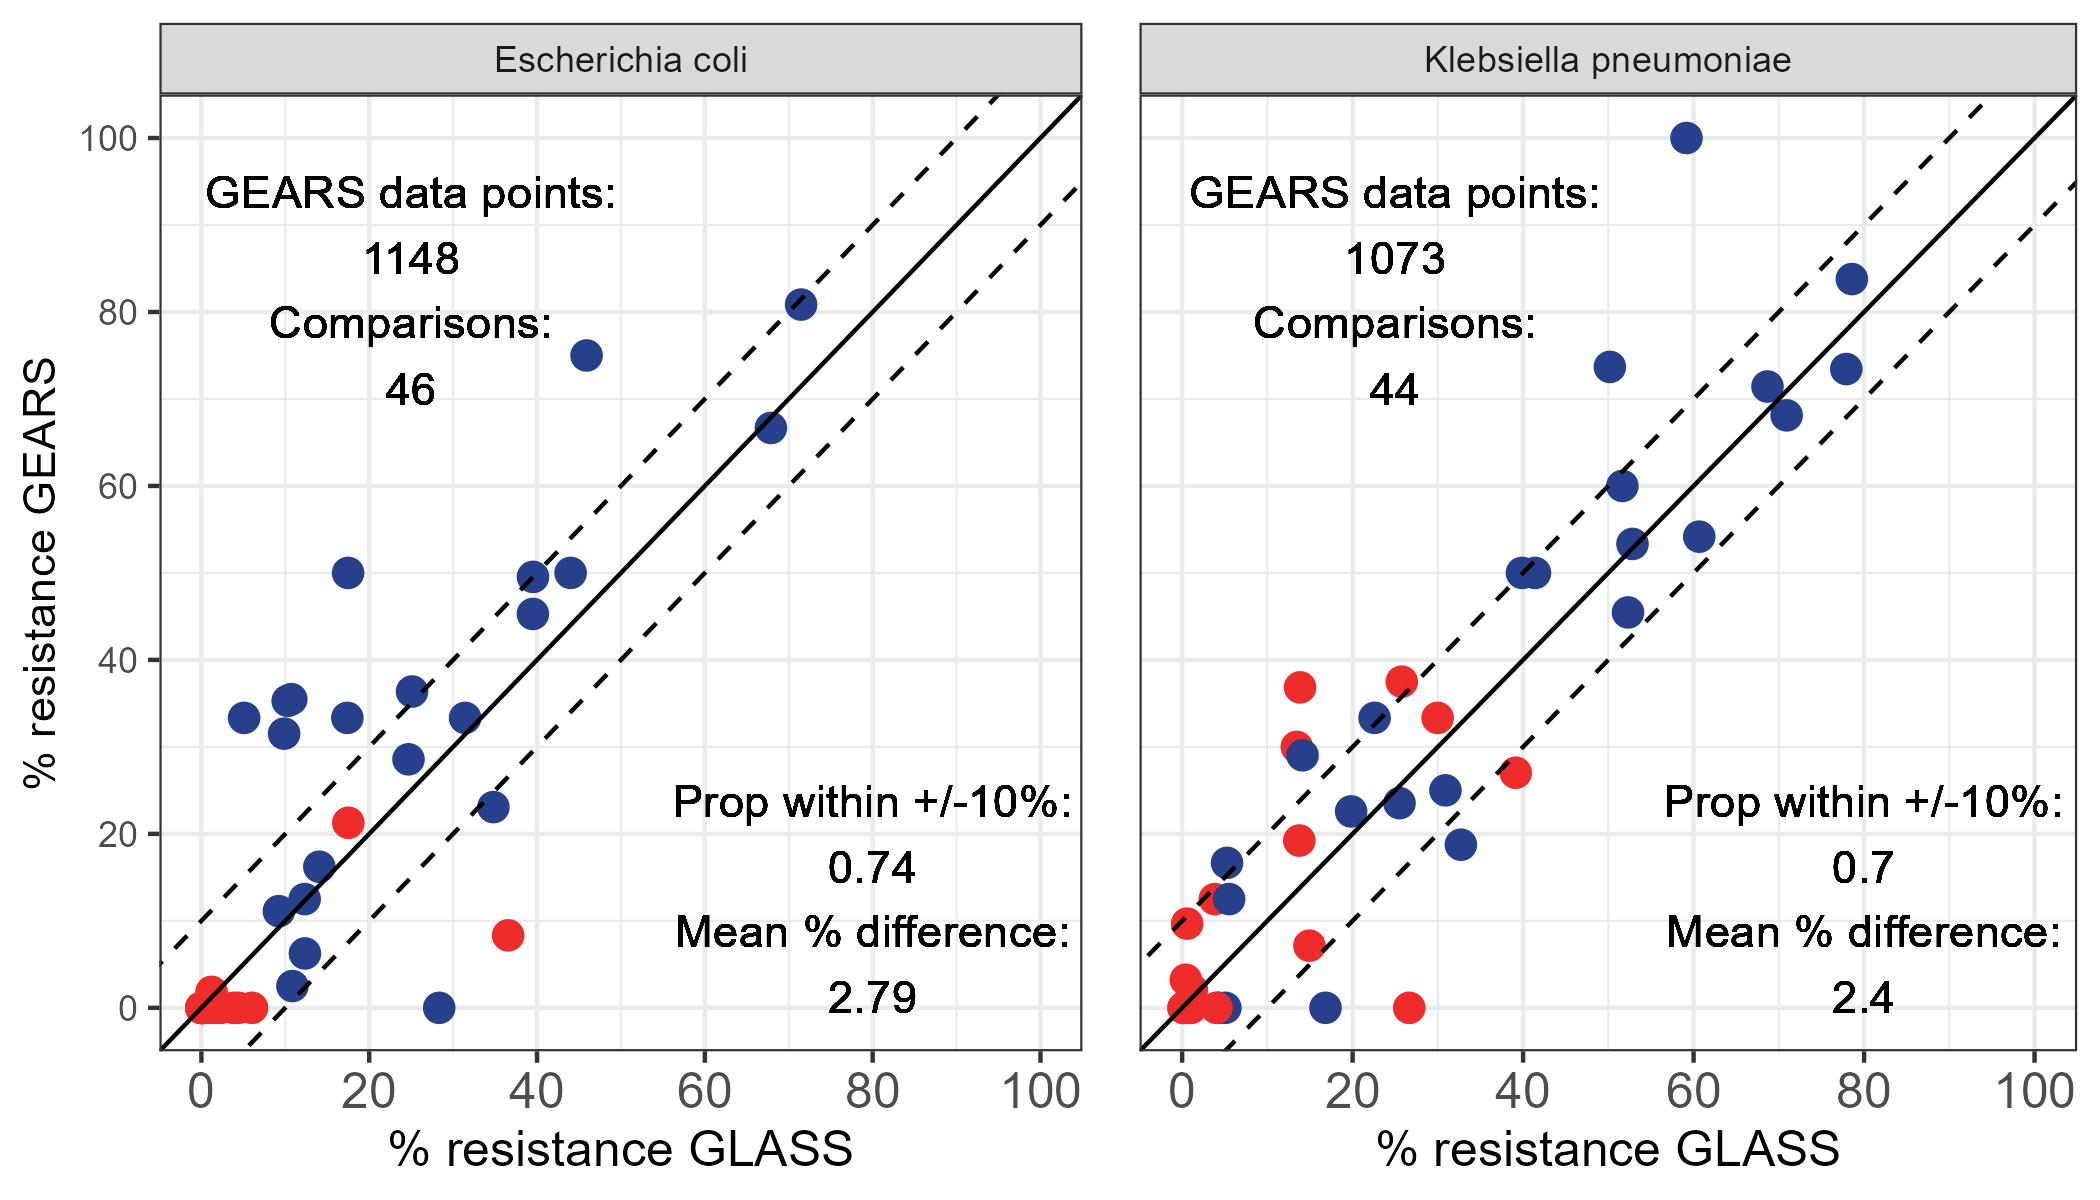 Escherichia coli
Klebsiella pneumoniae
% resistance GEARS
100
80
60
40
20
0
GEARS data points:
1148
Comparisons:
46
Prop within +/-10%:
0.74
Mean % difference:
2.79
GEARS data points:
1073
Comparisons:
44
Prop within +/-10%:
0.7
Mean % difference:
2.4
0 20 40 60 80 100
0 20 40 60 80 100
% resistance GLASS
% resistance GLASS